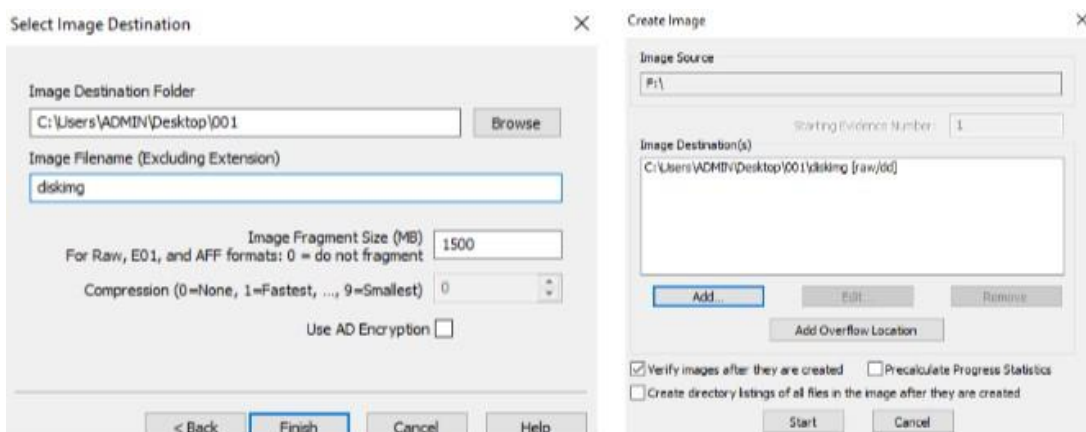 Select Image Destination
Image Destination Folder
C:\Users\ADMIN\Desktop\001
Browse
Image Filename (Excluding Extension)
diskimg
Image Fragment Size (MB)
For Raw, E01, and AFF formats: 0 = do not fragment
1500
Compression (0=None, 1=Fastest, ..., 9=Smallest)
0
Use AD Encryption
< Back
Finish
Cancel
Help
Create Image
Image Source
F:\
Starting Evidence Number:
1
Image Destination(s)
C:\Users\ADMIN\Desktop\001\diskimg [raw/dd]
Add...
Edit...
Remove
Add Overflow Location
Verify images after they are created
Precalculate Progress Statistics
Create directory listings of all files in the image after they are created
Start
Cancel